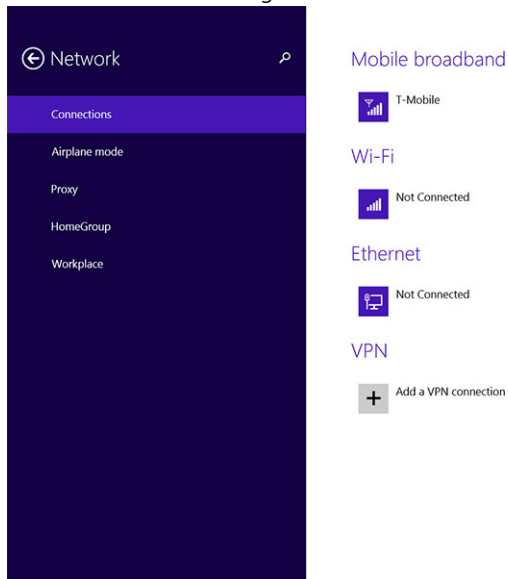 Network
Connections
Airplane mode
Proxy
HomeGroup
Workplace
Mobile broadband
T-Mobile
Wi-Fi
Not Connected
Ethernet
Not Connected
VPN
Add a VPN connection